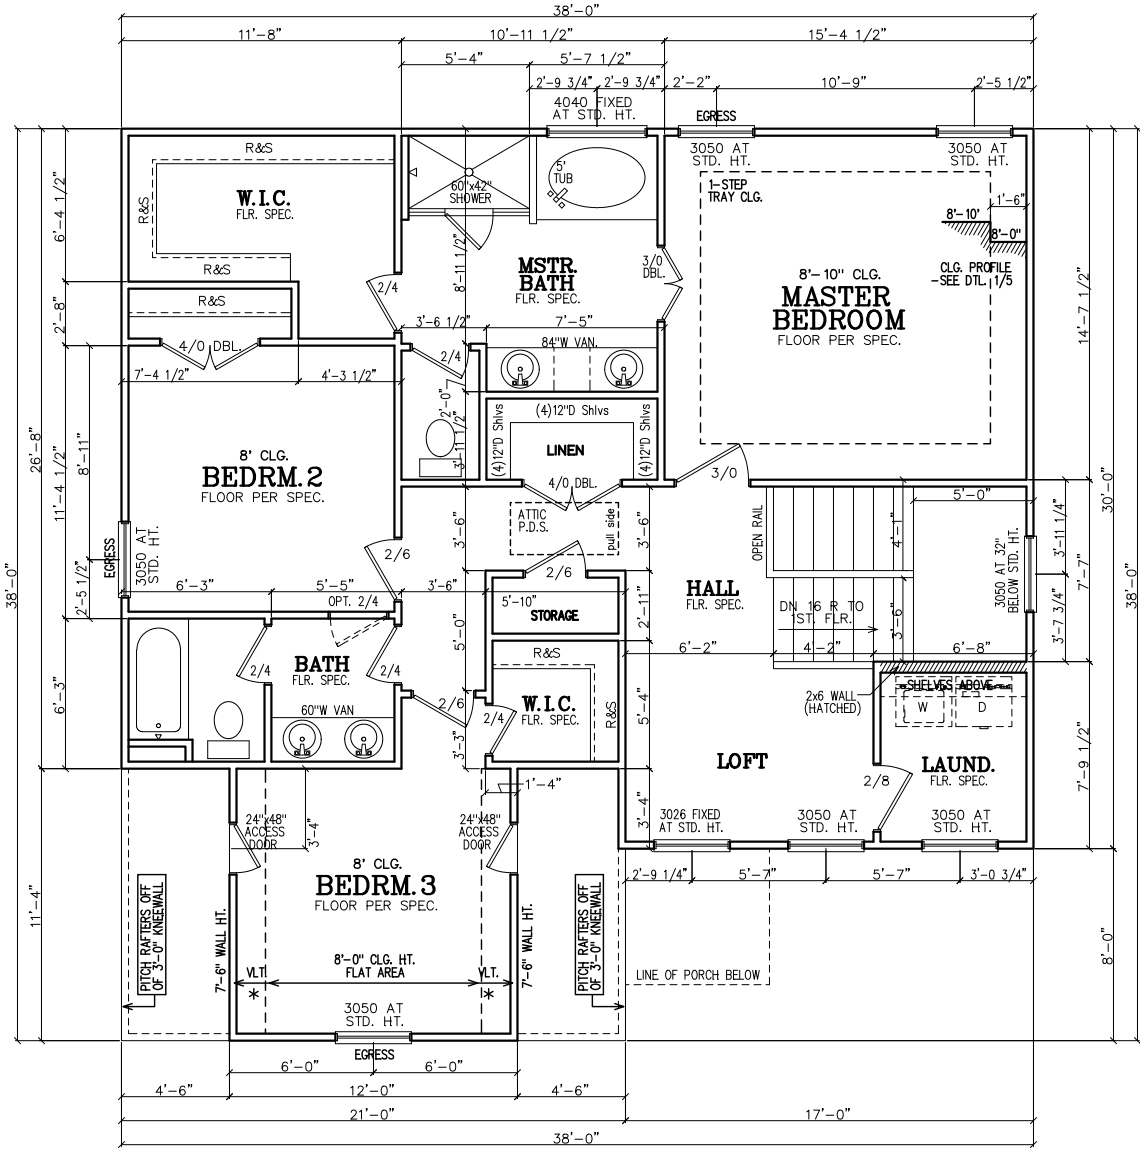 38'-0"
11'-8"
10'-11 1/2"
15'-4 1/2"
5'-4"
5'-7 1/2"
2'-9 3/4"
2'-9 3/4"
2'-2"
10'-9"
2'-5 1/2"
4040 FIXED
AT STD. HT.
EGRESS
3050 AT
STD. HT.
3050 AT
STD. HT.
R&S
R&S
W.I.C.
FLR. SPEC.
R&S
60"x42"
SHOWER
5'
TUB
1-STEP
TRAY CLG.
1'-6"
8'-10"
8'-0"
CLG. PROFILE
-SEE DTL. 1/5
6'-4 1/2"
8'-11 1/2"
3/0
DBL.
MSTR.
BATH
FLR. SPEC.
8'-10" CLG.
MASTER
BEDROOM
FLOOR PER SPEC.
2/4
R&S
2'-8"
3'-6 1/2"
7'-5"
14'-7 1/2"
4/0 DBL.
2/4
84"W VAN.
7'-4 1/2"
4'-3 1/2"
2'-0"
3'-11 1/2"
(4)12"D Shlvs
(4)12"D Shlvs
(4)12"D Shlvs
LINEN
4/0 DBL.
3/0
26'-8"
8'-11"
11'-4 1/2"
8' CLG.
BEDRM.2
FLOOR PER SPEC.
30'-0"
ATTIC
P.D.S.
pull side
3'-6"
3'-6"
OPEN RAIL
4'-1"
5'-0"
3'-11 1/4"
EGRESS
3050 AT
STD. HT.
2/6
2/6
3050 AT 32"
BELOW STD. HT.
7'-7"
38'-0"
38'-0"
2'-5 1/2"
6'-3"
5'-5"
3'-6"
5'-10"
OPT. 2/4
STORAGE
2'-11"
HALL
FLR. SPEC.
DN 16 R TO
1ST. FLR.
3'-6"
3'-7 3/4"
5'-0"
6'-2"
4'-2"
6'-8"
2/4
BATH
FLR. SPEC.
2/4
R&S
W.I.C.
FLR. SPEC.
R&S
6'-3"
60"W VAN
2/6
2/4
5'-4"
2x6 WALL
(HATCHED)
SHELVES ABOVE
W
D
3'-3"
LOFT
LAUND.
FLR. SPEC.
7'-9 1/2"
1'-4"
2/8
24"x48"
ACCESS
DOOR
3'-4"
24"x48"
ACCESS
DOOR
3'-4"
3026 FIXED
AT STD. HT.
3050 AT
STD. HT.
3050 AT
STD. HT.
8' CLG.
BEDRM.3
FLOOR PER SPEC.
2'-9 1/4"
5'-7"
5'-7"
3'-0 3/4"
11'-4"
PITCH RAFTERS OFF
OF 3'-0" KNEEWALL
7'-6" WALL HT.
7'-6" WALL HT.
PITCH RAFTERS OFF
OF 3'-0" KNEEWALL
8'-0"
8'-0" CLG. HT.
FLAT AREA
VLT.
*
VLT.
*
LINE OF PORCH BELOW
3050 AT
STD. HT.
EGRESS
6'-0"
6'-0"
4'-6"
12'-0"
4'-6"
21'-0"
17'-0"
38'-0"